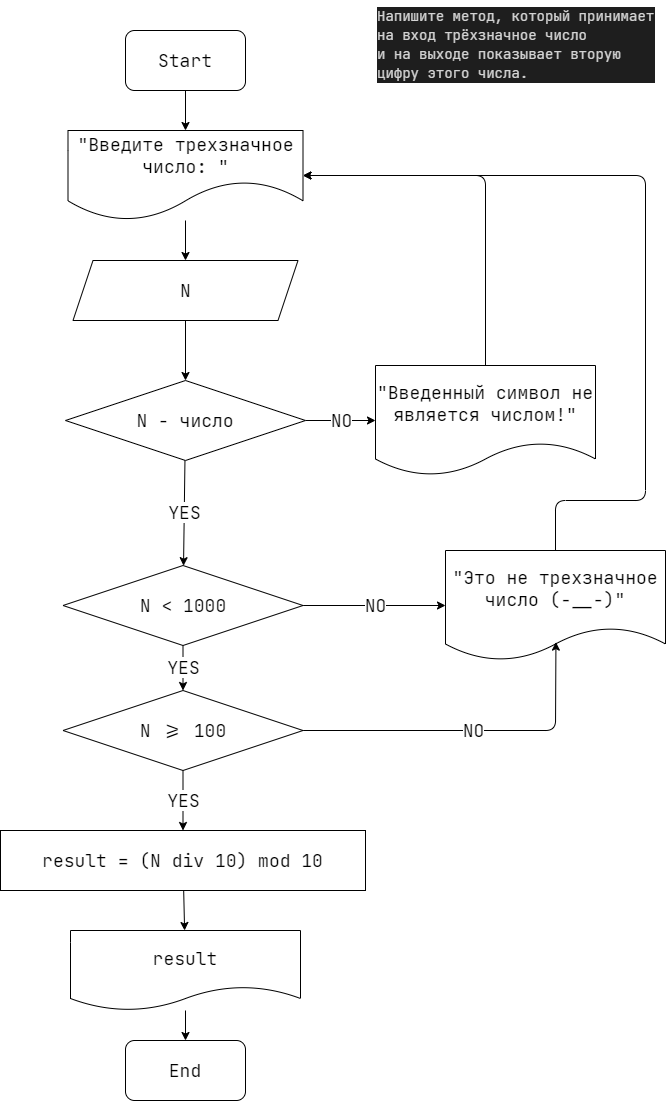 Напишите метод, который принимает
на вход трёхзначное число
и на выходе показывает вторую
цифру этого числа.
Start
"Введите трехзначное
число: "
N
N - число
NO
"Введенный символ не
является числом!"
YES
N < 1000
NO
"Это не трехзначное
число (-__-)"
YES
N ⩾ 100
NO
YES
result = (N div 10) mod 10
result
End